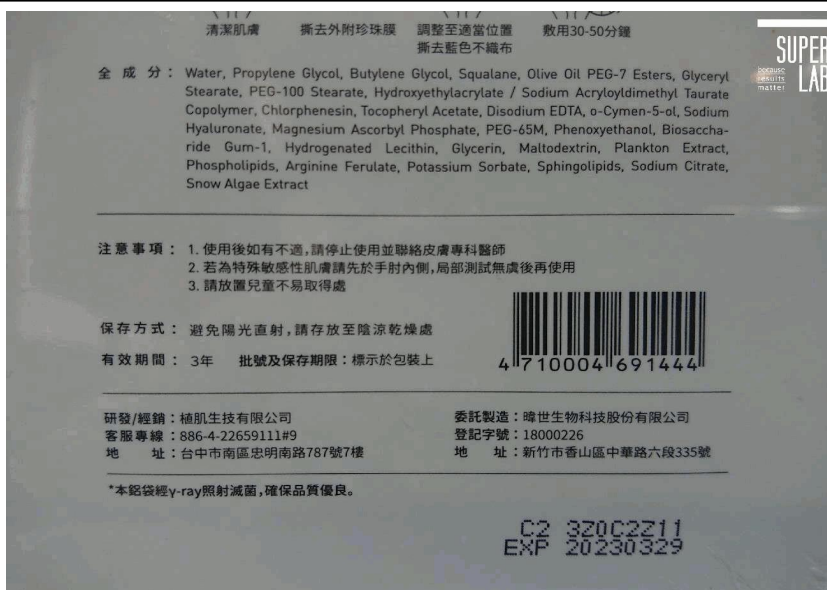 清潔肌膚 撕去外附珍珠膜 調整至適當位置 敷用30-50分鐘
撕去藍色不織布
SUPER
because
results
matter
LAB
全成分： Water, Propylene Glycol, Butylene Glycol, Squalane, Olive Oil PEG-7 Esters, Glyceryl
Stearate, PEG-100 Stearate, Hydroxyethylacrylate / Sodium Acryloyldimethyl Taurate
Copolymer, Chlorphenesin, Tocopheryl Acetate, Disodium EDTA, o-Cymen-5-ol, Sodium
Hyaluronate, Magnesium Ascorbyl Phosphate, PEG-65M, Phenoxyethanol, Biosaccha-
ride Gum-1, Hydrogenated Lecithin, Glycerin, Maltodextrin, Plankton Extract,
Phospholipids, Arginine Ferulate, Potassium Sorbate, Sphingolipids, Sodium Citrate,
Snow Algae Extract
注意事項： 1. 使用後如有不適，請停止使用並聯絡皮膚專科醫師
2. 若為特殊敏感性肌膚請先於手肘內側，局部測試無虞後再使用
3. 請放置兒童不易取得處
保存方式： 避免陽光直射，請存放至陰涼乾燥處
有效期間： 3年 批號及保存期限：標示於包裝上
4 710004 691444
研發/經銷：植肌生技有限公司
客服專線：886-4-22659111#9
地 址：台中市南區忠明南路787號7樓
委託製造：暐世生物科技股份有限公司
登記字號：18000226
地 址：新竹市香山區中華路六段335號
*本鋁袋經γ-ray照射滅菌，確保品質優良。
C2 3Z0C2Z11
EXP 20230329